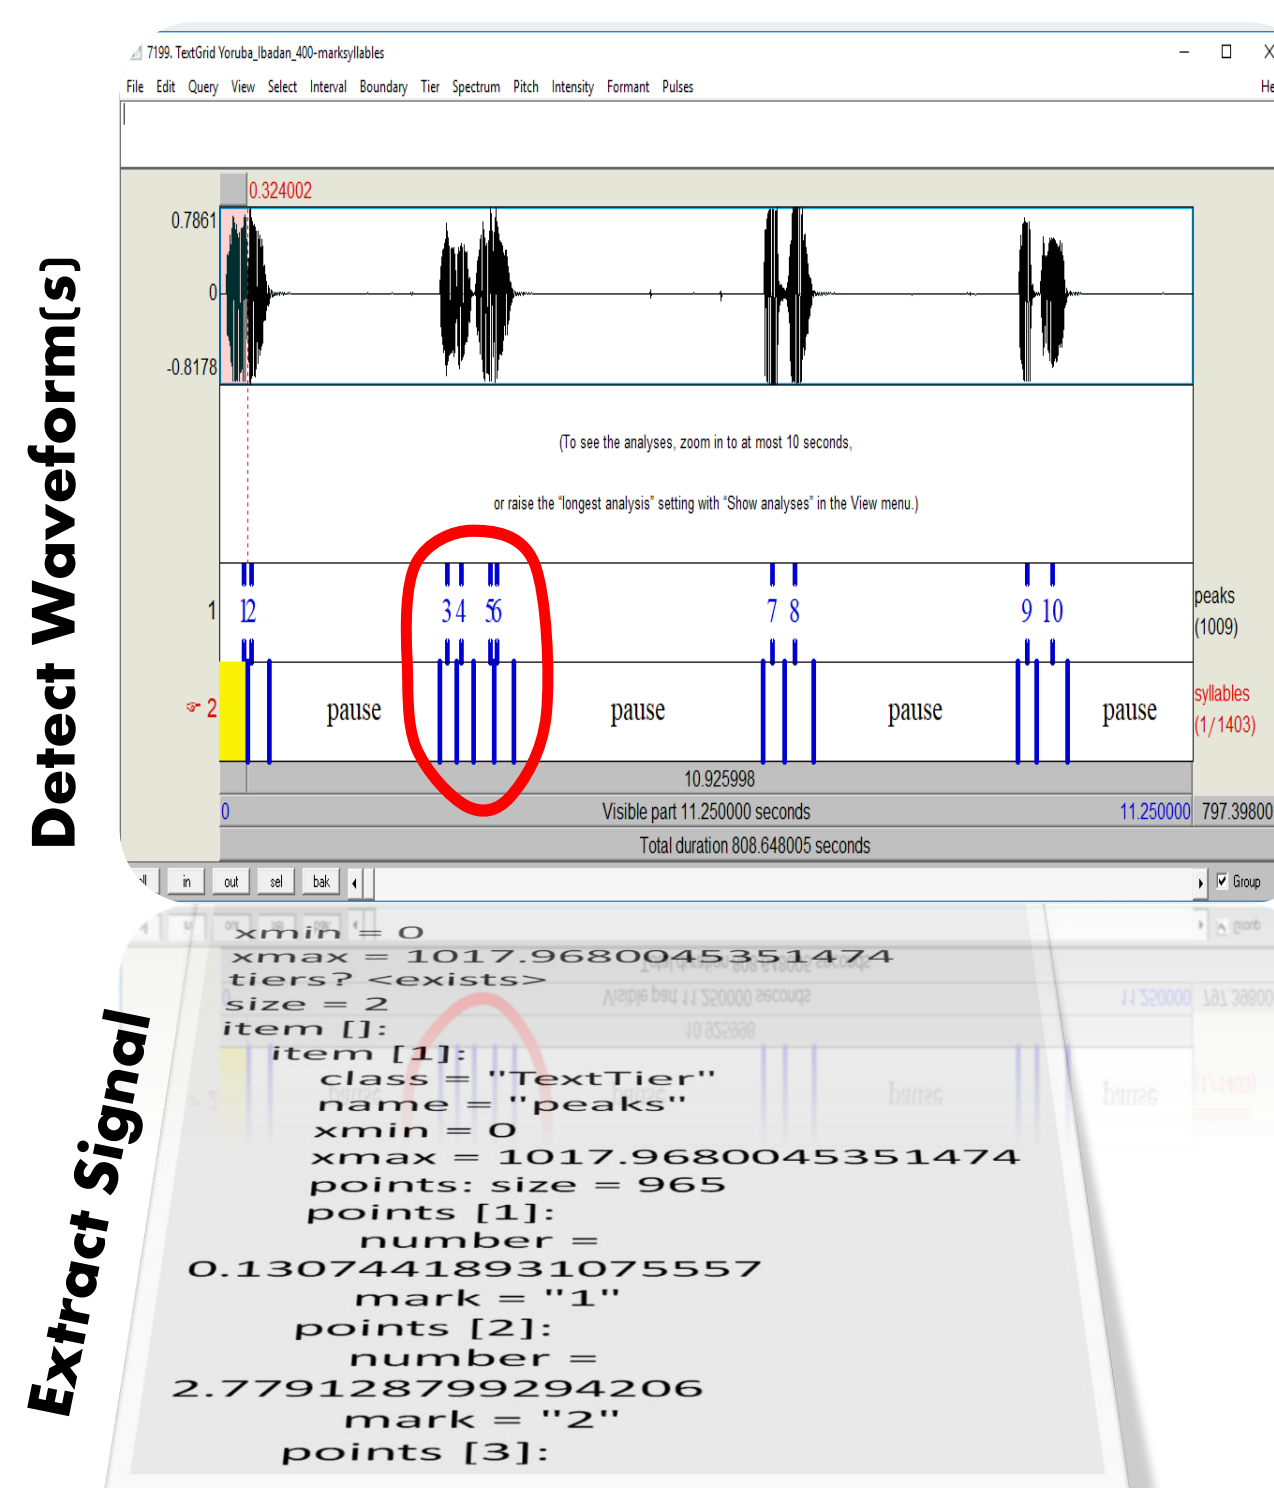 Detect Waveform(s)
7199. TextGrid Yoruba_Ibadan_400-marksyllables
File Edit Query View Select Interval Boundary Tier Spectrum Pitch Intensity Formant Pulses
0.324002
0.7861
0
-0.8178
(To see the analyses, zoom in to at most 10 seconds,
or raise the "longest analysis" setting with "Show analyses" in the View menu.)
1 1 2 3 4 5 6 7 8 9 10 peaks
(1009)
☞ 2 pause pause pause pause syllables
(1/1403)
10.925998
0 Visible part 11.250000 seconds 11.250000 797.39800
Total duration 808.648005 seconds
in out sel bak Group
Extract Signal
xmin = 0
xmax = 1017.9680045351474
tiers? <exists>
size = 2
item []:
item [1]:
class = "TextTier"
name = "peaks"
xmin = 0
xmax = 1017.9680045351474
points: size = 965
points [1]:
number =
0.13074418931075557
mark = "1"
points [2]:
number =
2.779128799294206
mark = "2"
points [3]: